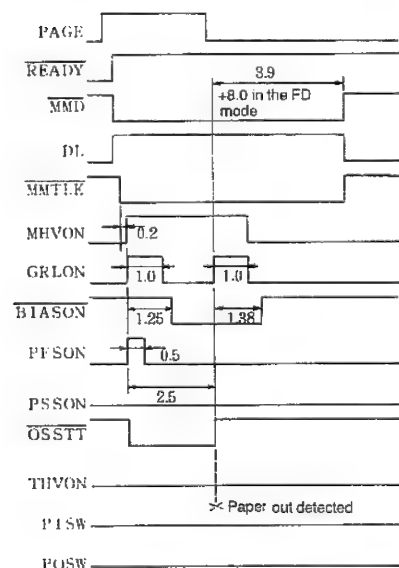 PAGE
READY
3.9
+8.0 in the FD
MMD
mode
DL
MMTLK
MHVON
0.2
GRLON
1.0
1.0
BIASON
1.25
1.38
PFSON
0.5
2.5
PSSON
OSSTT
THVON
Paper out detected
PISW
POSW